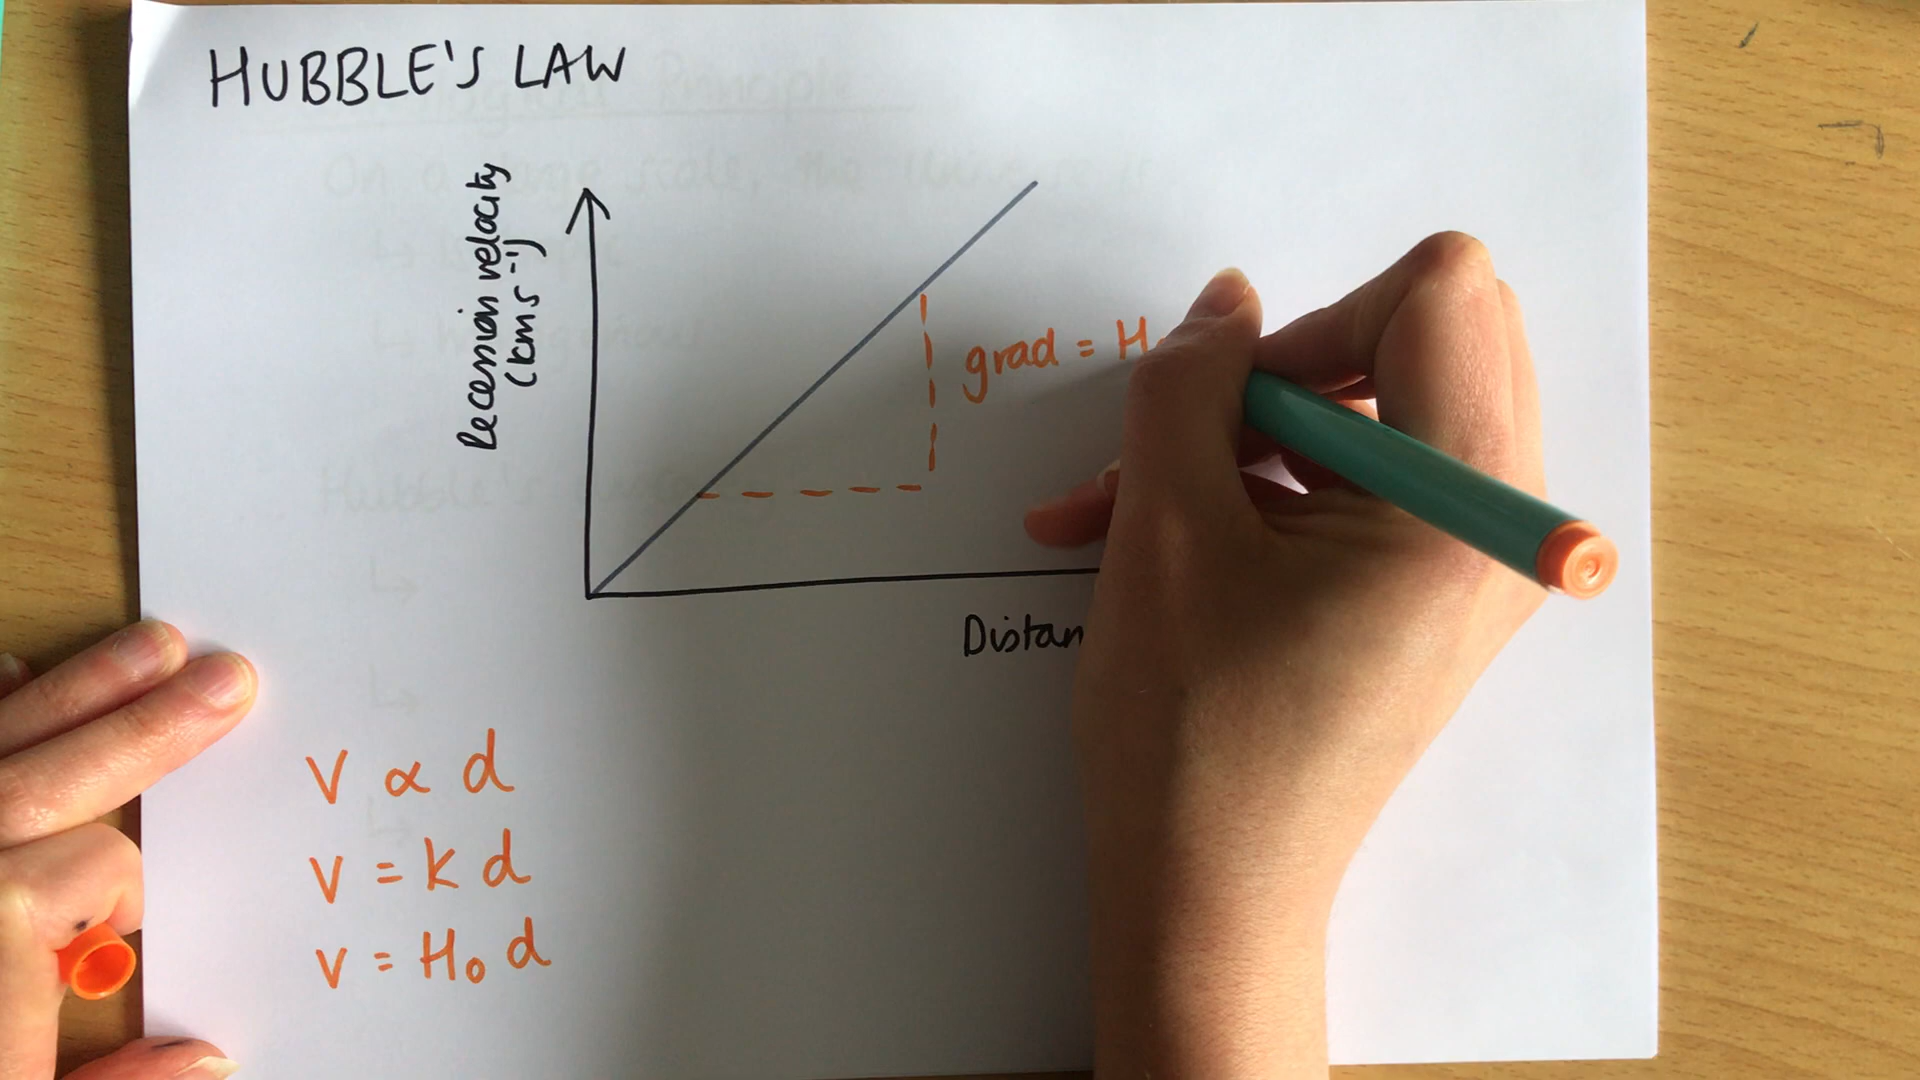 HUBBLE'S LAW
Recession velocity
(kms⁻¹)
grad = H
Distan
V ∝ d
V = k d
V = H₀ d